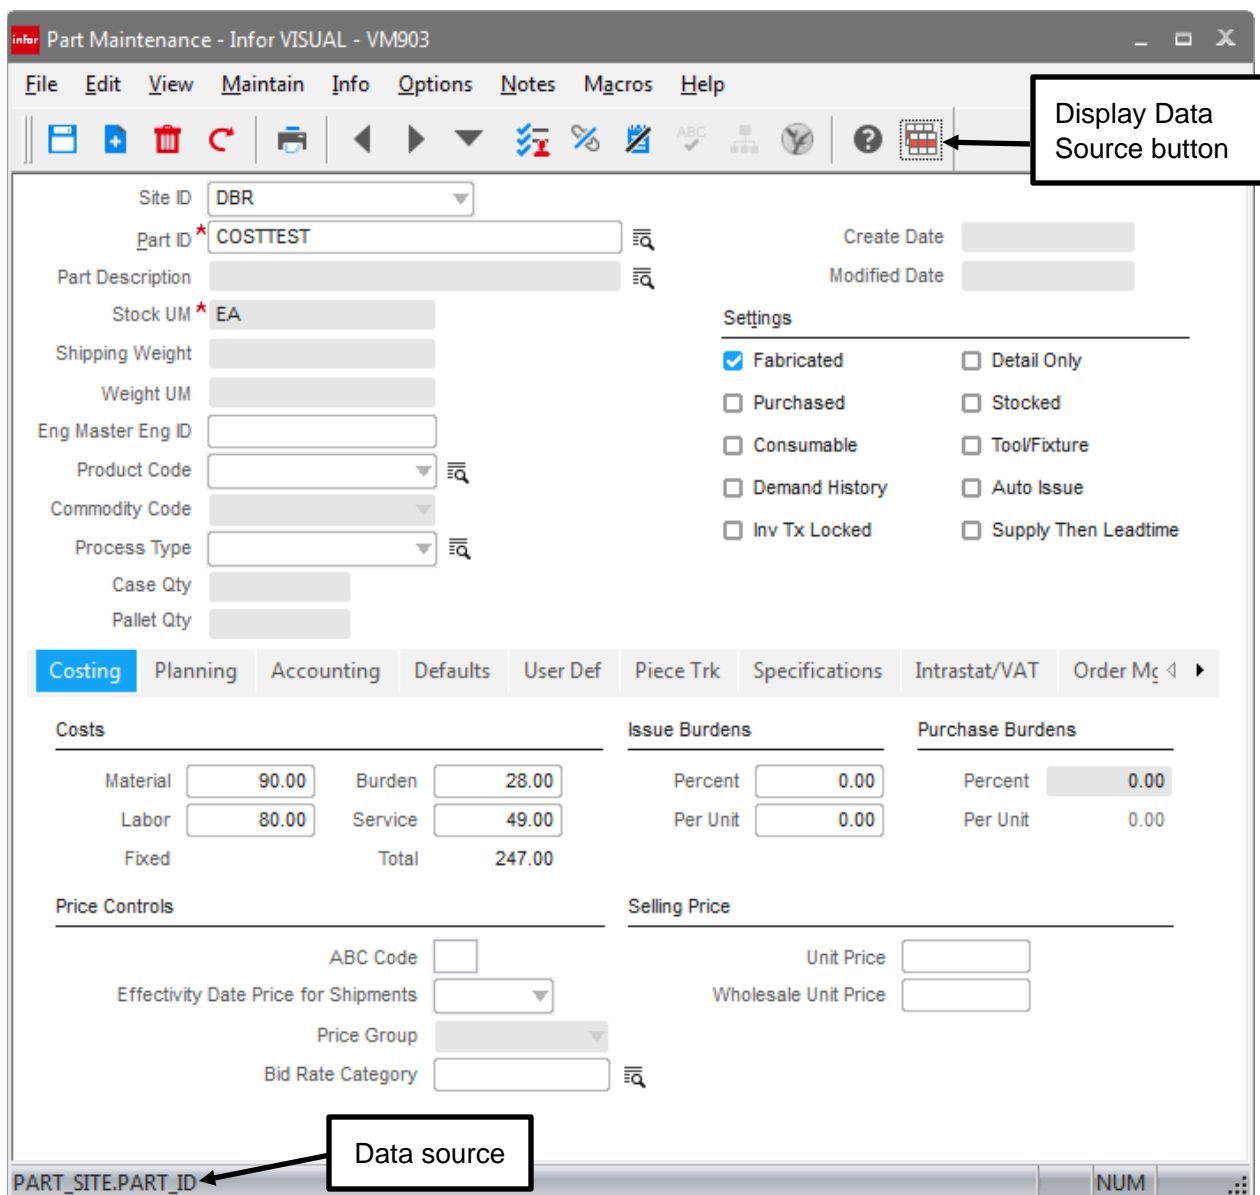 infor Part Maintenance - Infor VISUAL - VM903
File Edit View Maintain Info Options Notes Macros Help
Display Data
Source button
ABC
Site ID DBR
Part ID * COSTTEST
Create Date
Part Description
Modified Date
Stock UM * EA
Settings
Shipping Weight
Fabricated Detail Only
Weight UM
Purchased Stocked
Eng Master Eng ID
Consumable Tool/Fixture
Product Code
Demand History Auto Issue
Commodity Code
Inv Tx Locked Supply Then Leadtime
Process Type
Case Qty
Pallet Qty
Costing Planning Accounting Defaults User Def Piece Trk Specifications Intrastat/VAT Order Mg
Costs Issue Burdens Purchase Burdens
Material 90.00 Burden 28.00 Percent 0.00 Percent 0.00
Labor 80.00 Service 49.00 Per Unit 0.00 Per Unit 0.00
Fixed Total 247.00
Price Controls Selling Price
ABC Code Unit Price
Effectivity Date Price for Shipments Wholesale Unit Price
Price Group
Bid Rate Category
Data source
PART_SITE.PART_ID NUM